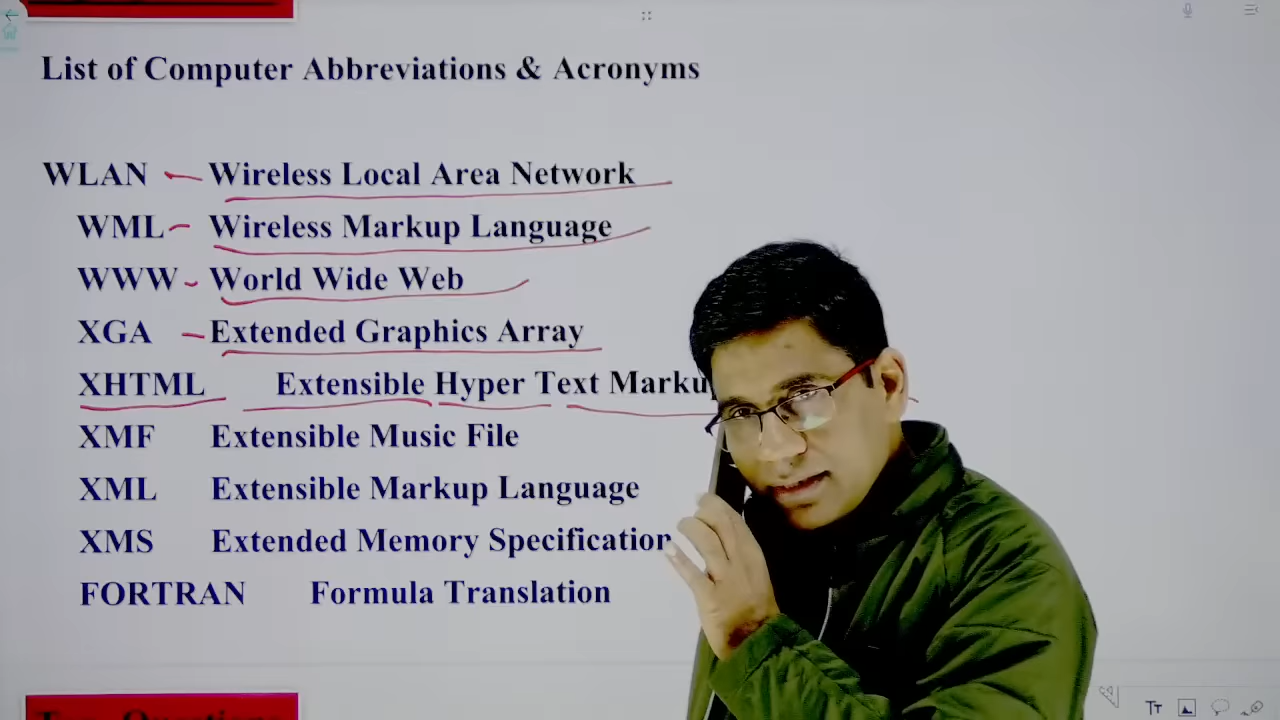 List of Computer Abbreviations & Acronyms
WLAN Wireless Local Area Network
WML Wireless Markup Language
WWW World Wide Web
XGA Extended Graphics Array
XHTML Extensible Hyper Text
XMF Extensible Music File
XML Extensible Markup Language
XMS Extended Memory Specification
FORTRAN Formula Translation
Tт